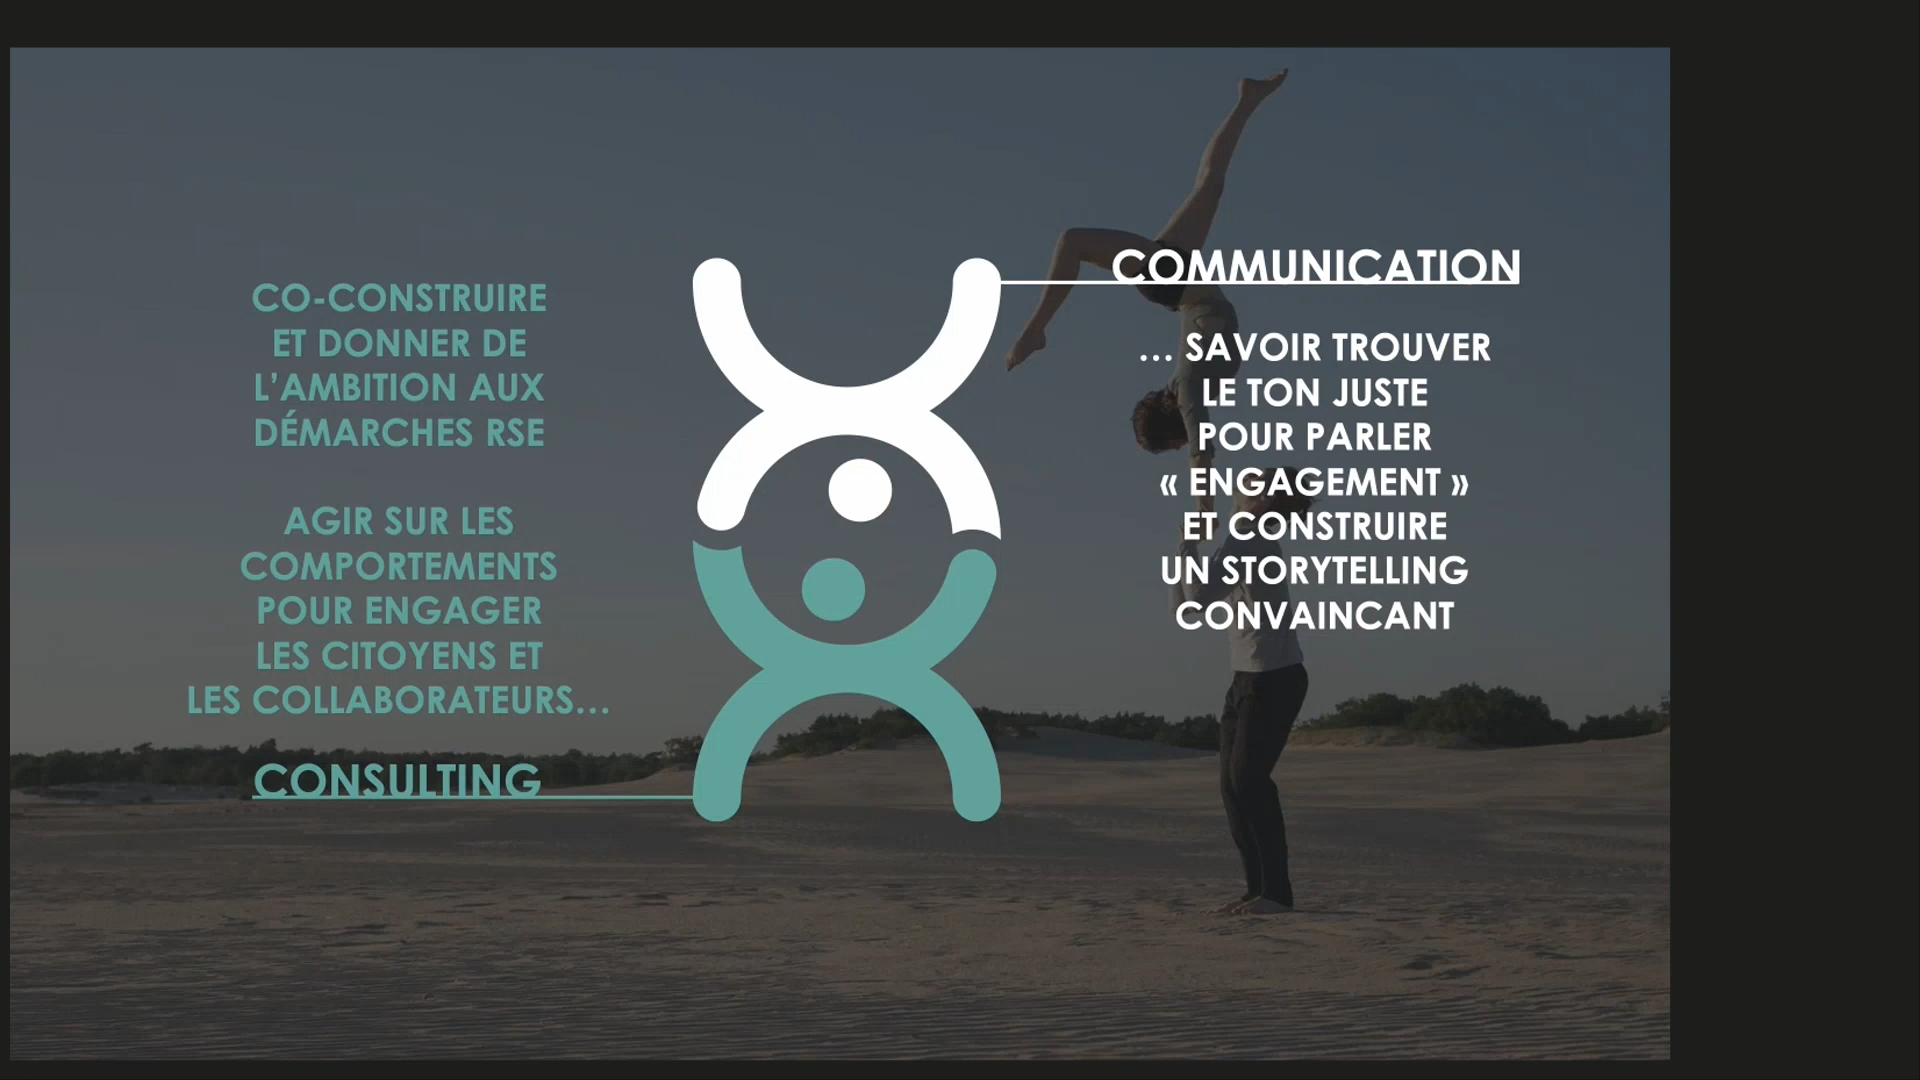 CO-CONSTRUIRE
ET DONNER DE
L’AMBITION AUX
DÉMARCHES RSE
AGIR SUR LES
COMPORTEMENTS
POUR ENGAGER
LES CITOYENS ET
LES COLLABORATEURS…
CONSULTING
COMMUNICATION
… SAVOIR TROUVER
LE TON JUSTE
POUR PARLER
« ENGAGEMENT »
ET CONSTRUIRE
UN STORYTELLING
CONVAINCANT